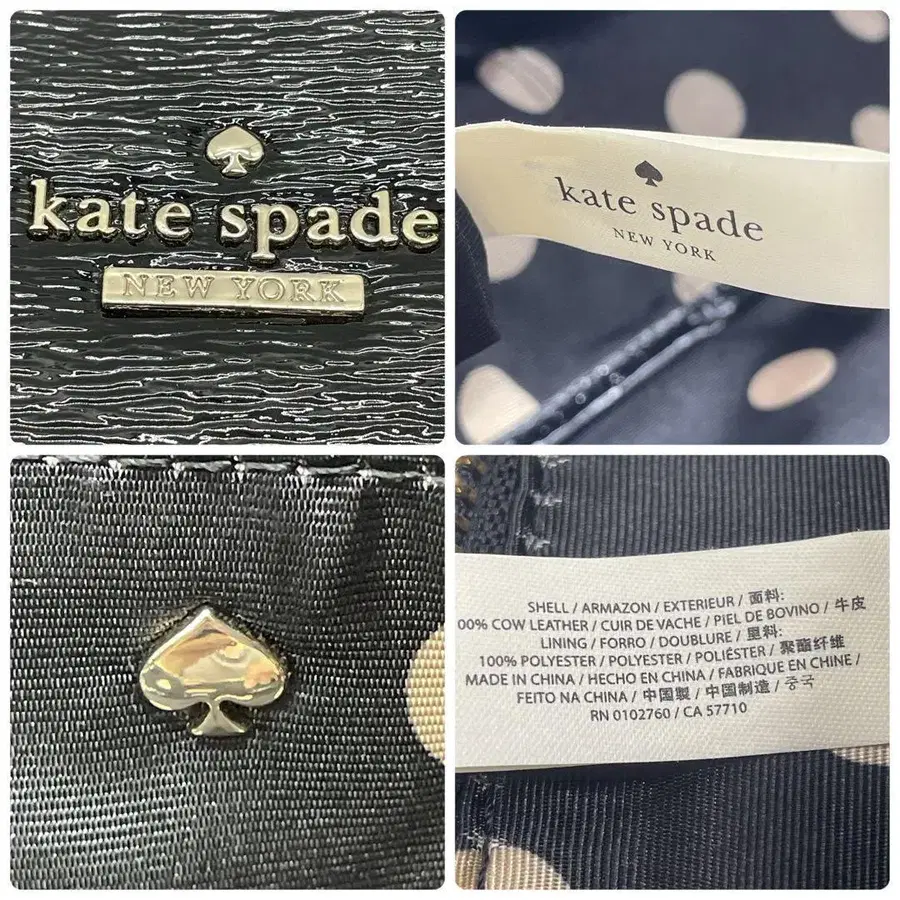 kate spade
NEW YORK
kate spade
NEW YORK
SHELL / ARMAZON / EXTERIEUR / 面料:
00% COW LEATHER / CUIR DE VACHE / PIEL DE BOVINO / 牛皮
LINING / FORRO / DOUBLURE / 里料:
100% POLYESTER / POLYESTER / POLIÉSTER / 聚酯纤维
MADE IN CHINA / HECHO EN CHINA / FABRIQUE EN CHINE /
FEITO NA CHINA / 中国製 / 中国制造 / 중국
RN 0102760 / CA 57710